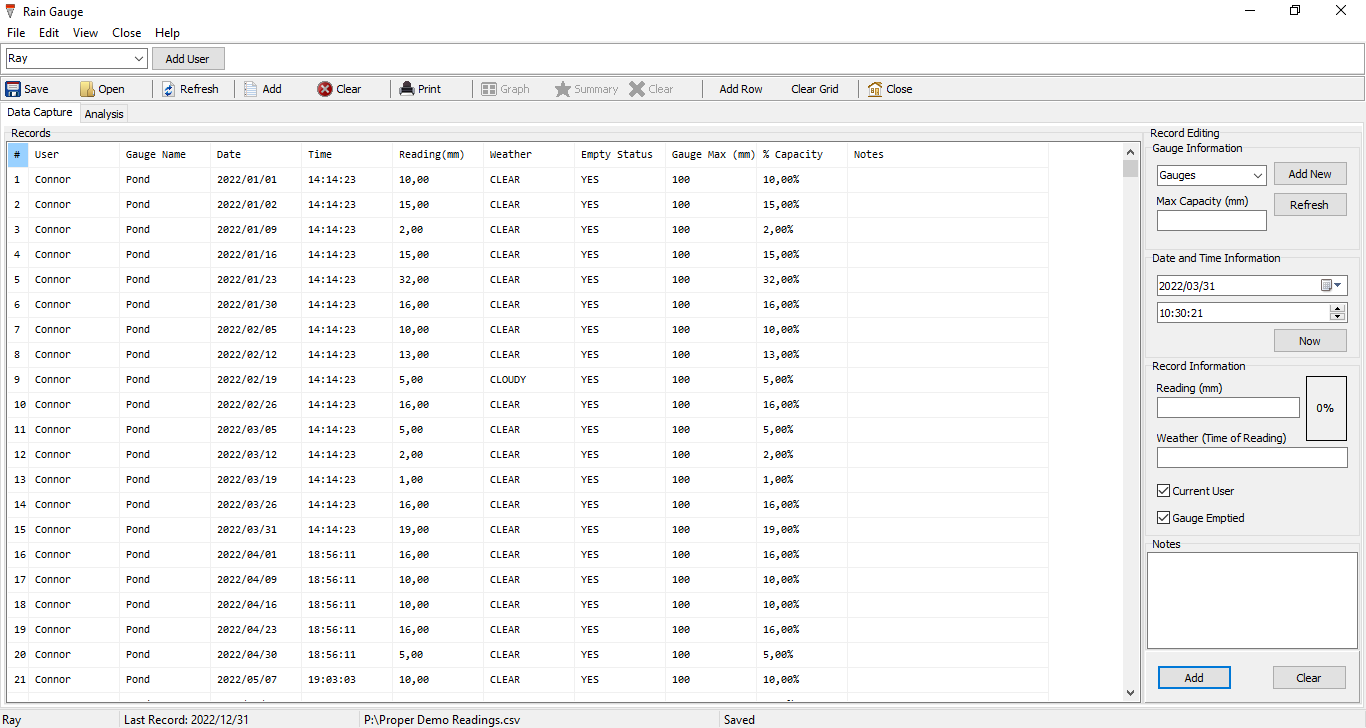 Rain Gauge
File Edit View Close Help
Ray Add User
Save Open Refresh Add Clear Print Graph Summary Clear Add Row Clear Grid Close
Data Capture Analysis
Records
# User Gauge Name Date Time Reading(mm) Weather Empty Status Gauge Max (mm) % Capacity Notes
1 Connor Pond 2022/01/01 14:14:23 10,00 CLEAR YES 100 10,00%
2 Connor Pond 2022/01/02 14:14:23 15,00 CLEAR YES 100 15,00%
3 Connor Pond 2022/01/09 14:14:23 2,00 CLEAR YES 100 2,00%
4 Connor Pond 2022/01/16 14:14:23 15,00 CLEAR YES 100 15,00%
5 Connor Pond 2022/01/23 14:14:23 32,00 CLEAR YES 100 32,00%
6 Connor Pond 2022/01/30 14:14:23 16,00 CLEAR YES 100 16,00%
7 Connor Pond 2022/02/05 14:14:23 10,00 CLEAR YES 100 10,00%
8 Connor Pond 2022/02/12 14:14:23 13,00 CLEAR YES 100 13,00%
9 Connor Pond 2022/02/19 14:14:23 5,00 CLOUDY YES 100 5,00%
10 Connor Pond 2022/02/26 14:14:23 16,00 CLEAR YES 100 16,00%
11 Connor Pond 2022/03/05 14:14:23 5,00 CLEAR YES 100 5,00%
12 Connor Pond 2022/03/12 14:14:23 2,00 CLEAR YES 100 2,00%
13 Connor Pond 2022/03/19 14:14:23 1,00 CLEAR YES 100 1,00%
14 Connor Pond 2022/03/26 14:14:23 16,00 CLEAR YES 100 16,00%
15 Connor Pond 2022/03/31 14:14:23 19,00 CLEAR YES 100 19,00%
16 Connor Pond 2022/04/01 18:56:11 16,00 CLEAR YES 100 16,00%
17 Connor Pond 2022/04/09 18:56:11 10,00 CLEAR YES 100 10,00%
18 Connor Pond 2022/04/16 18:56:11 10,00 CLEAR YES 100 10,00%
19 Connor Pond 2022/04/23 18:56:11 16,00 CLEAR YES 100 16,00%
20 Connor Pond 2022/04/30 18:56:11 5,00 CLEAR YES 100 5,00%
21 Connor Pond 2022/05/07 19:03:03 10,00 CLEAR YES 100 10,00%
Record Editing
Gauge Information
Gauges Add New
Max Capacity (mm) Refresh
Date and Time Information
2022/03/31
10:30:21
Now
Record Information
Reading (mm)
0%
Weather (Time of Reading)
Current User
Gauge Emptied
Notes
Add Clear
Ray Last Record: 2022/12/31 P:\Proper Demo Readings.csv Saved